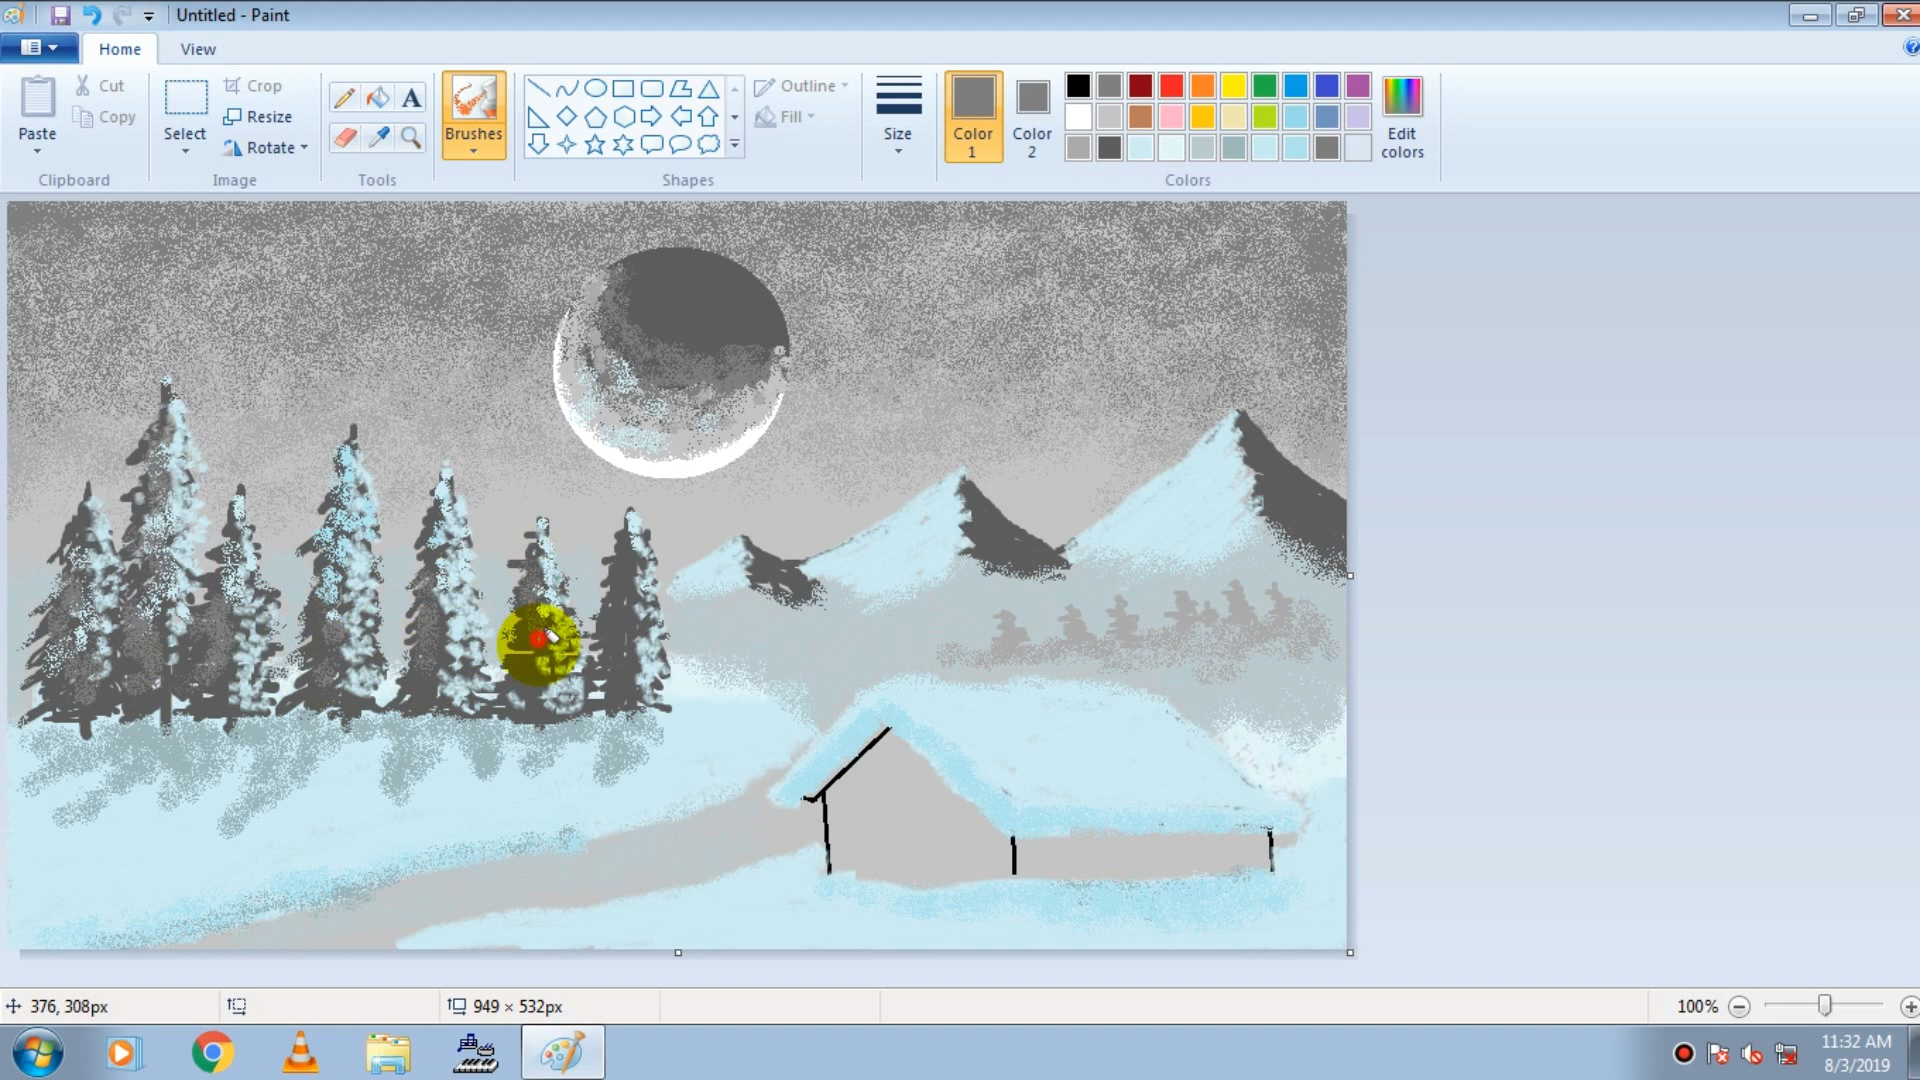 Untitled - Paint
Home
View
Paste
Cut
Copy
Clipboard
Select
Crop
Resize
Rotate
Image
A
Tools
Brushes
Outline
Fill
Shapes
Size
Color
1
Color
2
Edit
colors
Colors
376, 308px
949 × 532px
100%
11:32 AM
8/3/2019